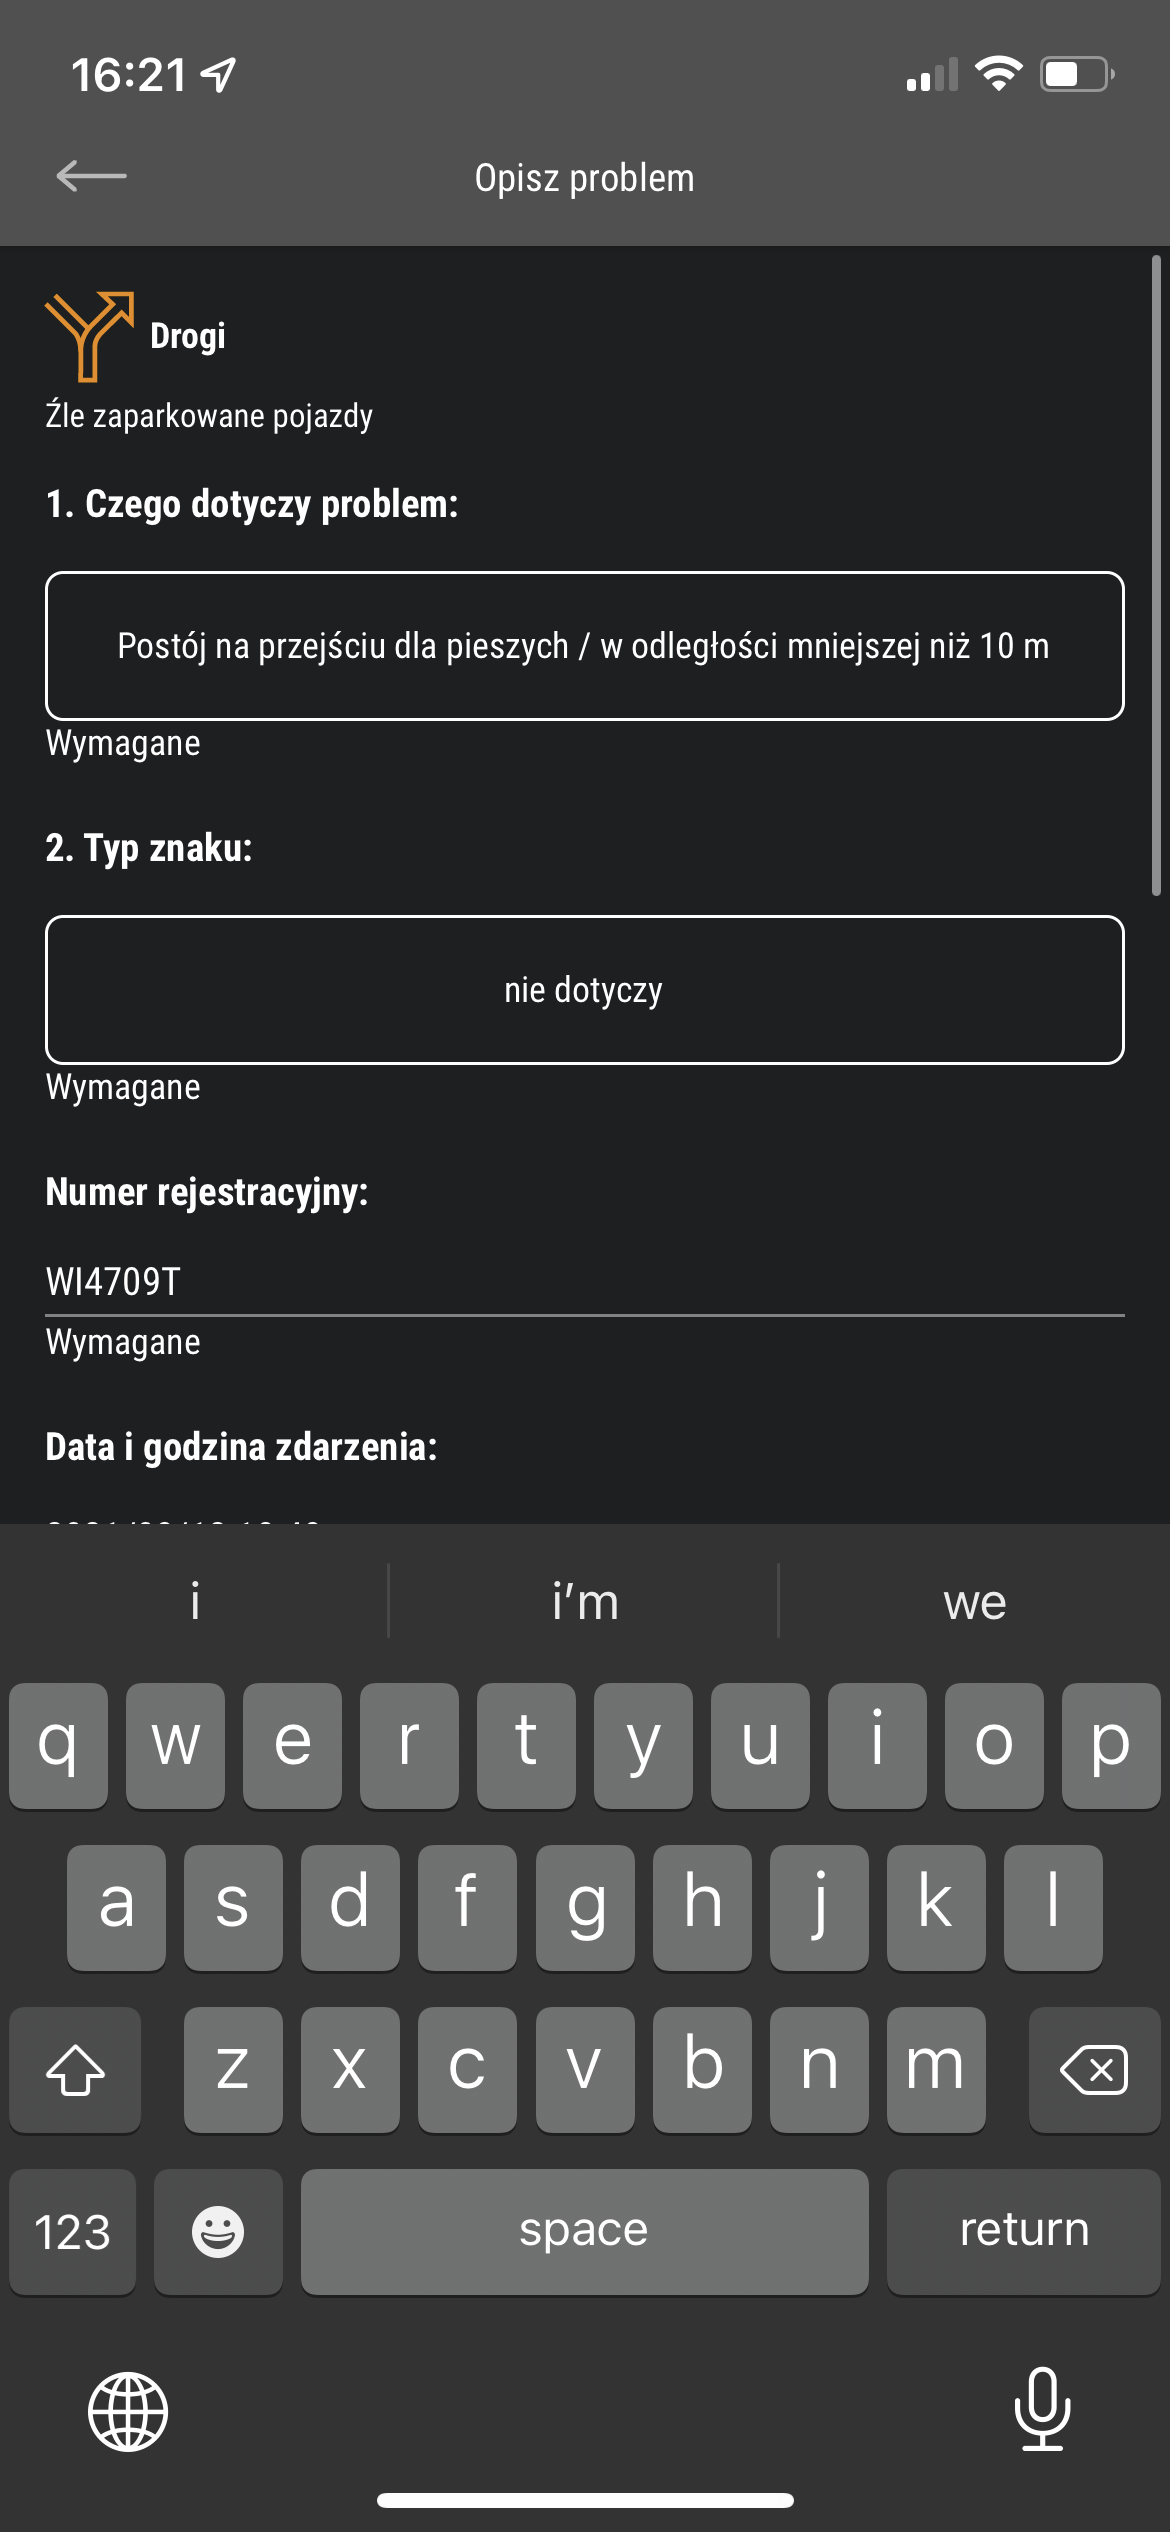 16:21
Opisz problem
Drogi
Źle zaparkowane pojazdy
1. Czego dotyczy problem:
Postój na przejściu dla pieszych / w odległości mniejszej niż 10 m
Wymagane
2. Typ znaku:
nie dotyczy
Wymagane
Numer rejestracyjny:
WI4709T
Wymagane
Data i godzina zdarzenia:
i i’m we
q w e r t y u i o p
a s d f g h j k l
z x c v b n m
123 space return